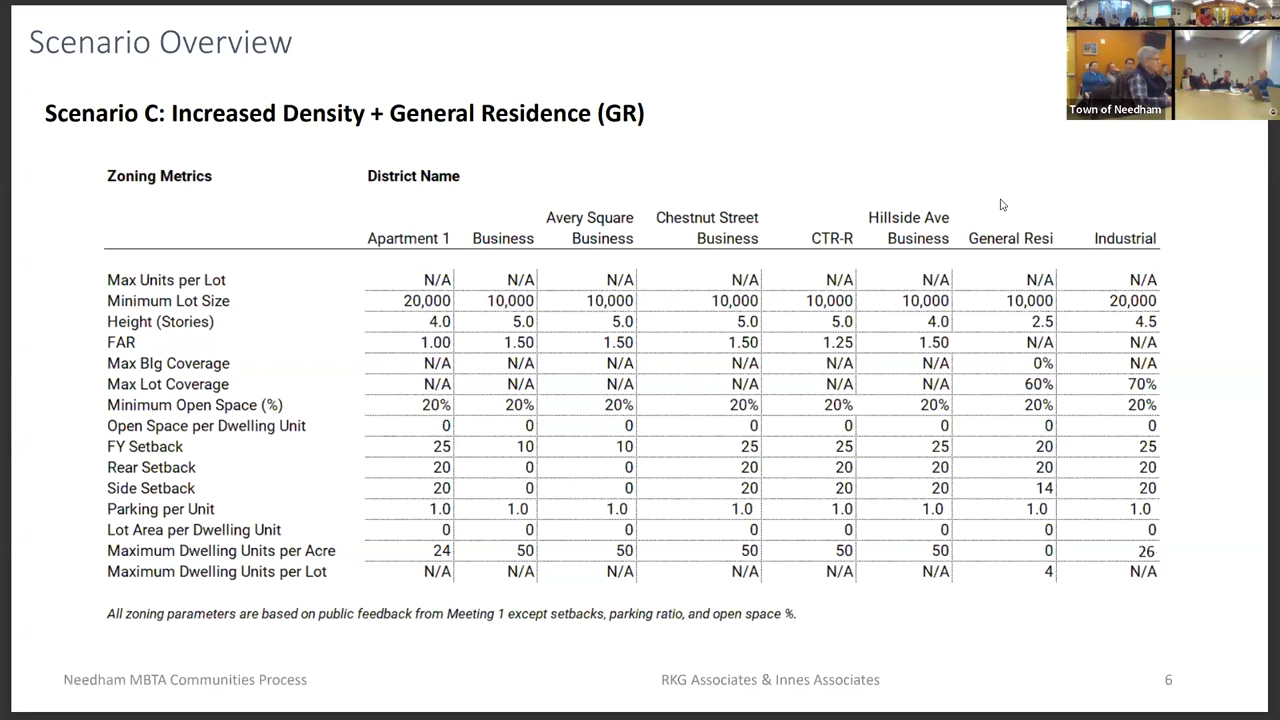 Scenario Overview
Town of Needham
Scenario C: Increased Density + General Residence (GR)
Zoning Metrics District Name
Avery Square Chestnut Street Hillside Ave
Apartment 1 Business Business Business CTR-R Business General Resi Industrial
Max Units per Lot N/A N/A N/A N/A N/A N/A N/A N/A
Minimum Lot Size 20,000 10,000 10,000 10,000 10,000 10,000 10,000 20,000
Height (Stories) 4.0 5.0 5.0 5.0 5.0 4.0 2.5 4.5
FAR 1.00 1.50 1.50 1.50 1.25 1.50 N/A N/A
Max Blg Coverage N/A N/A N/A N/A N/A N/A 0% N/A
Max Lot Coverage N/A N/A N/A N/A N/A N/A 60% 70%
Minimum Open Space (%) 20% 20% 20% 20% 20% 20% 20% 20%
Open Space per Dwelling Unit 0 0 0 0 0 0 0 0
FY Setback 25 10 10 25 25 25 20 25
Rear Setback 20 0 0 20 20 20 20 20
Side Setback 20 0 0 20 20 20 14 20
Parking per Unit 1.0 1.0 1.0 1.0 1.0 1.0 1.0 1.0
Lot Area per Dwelling Unit 0 0 0 0 0 0 0 0
Maximum Dwelling Units per Acre 24 50 50 50 50 50 0 26
Maximum Dwelling Units per Lot N/A N/A N/A N/A N/A N/A 4 N/A
All zoning parameters are based on public feedback from Meeting 1 except setbacks, parking ratio, and open space %.
Needham MBTA Communities Process RKG Associates & Innes Associates 6